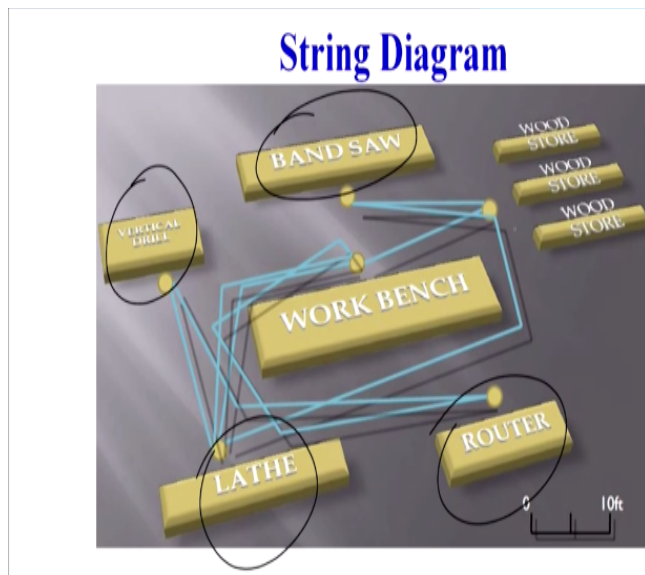 String Diagram
BAND SAW
WOOD
STORE
WOOD
STORE
WOOD
STORE
VERTICAL
DRILL
WORK BENCH
ROUTER
LATHE
0 10ft